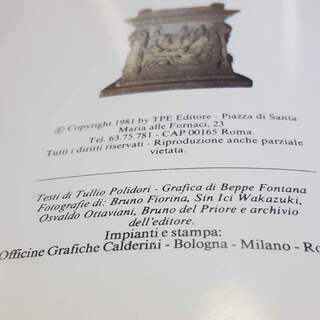 © Copyright 1981 by TPE Editore - Piazza di Santa
Maria alle Fornaci, 23
Tel. 63.75.781 - CAP 00165 Roma.
Tutti i diritti riservati - Riproduzione anche parziale
vietata.
Testi di Tullio Polidori - Grafica di Beppe Fontana
Fotografie di: Bruno Fiorina, Sin Ici Wakazuki,
Osvaldo Ottaviani, Bruno del Priore e archivio
dell'editore.
Impianti e stampa:
Officine Grafiche Calderini - Bologna - Milano - Ro